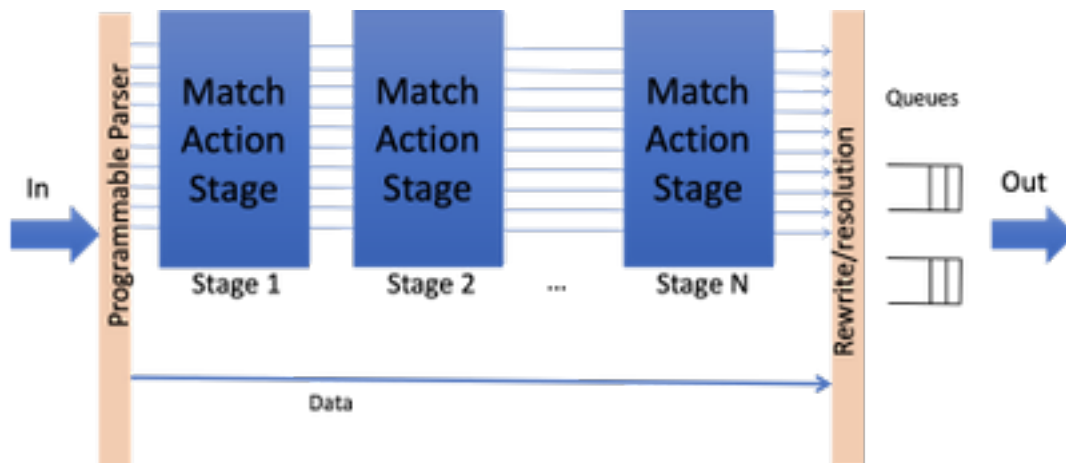 In
Programmable Parser
Match
Action
Stage
Stage 1
Match
Action
Stage
Stage 2
...
Match
Action
Stage
Stage N
Data
Rewrite/resolution
Queues
Out